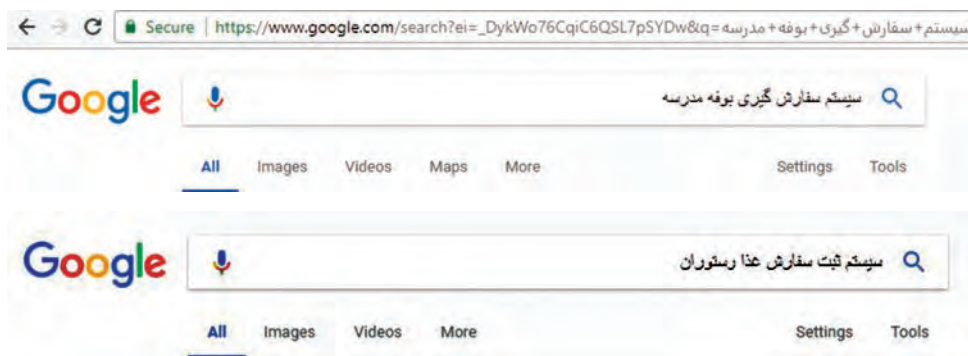 Secure | https://www.google.com/search?ei=_DykWo76CqiC6QSL7pSYDw&q=سیستم+سفارش+گیری+بوفه+مدرسه
Google سیستم سفارش گیری بوفه مدرسه
All Images Videos Maps More Settings Tools
Google سیستم ثبت سفارش غذا رستوران
All Images Videos More Settings Tools